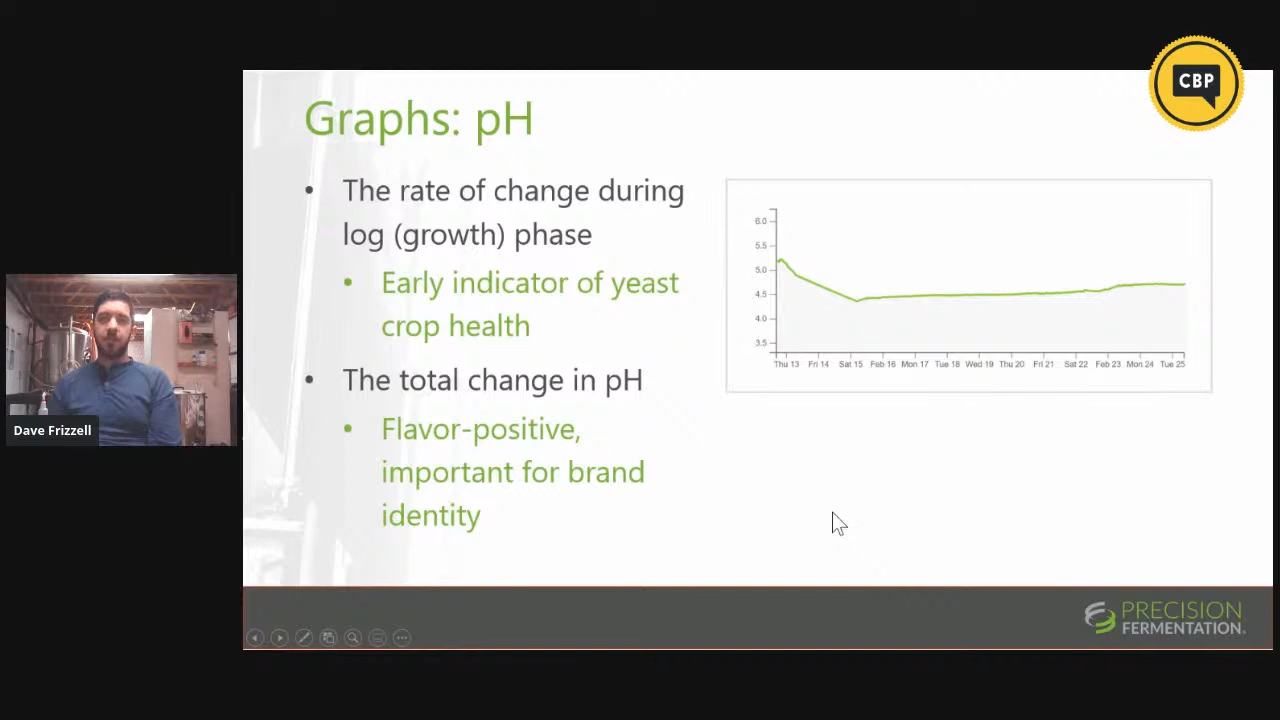 CBP
Graphs: pH
• The rate of change during
log (growth) phase
• Early indicator of yeast
crop health
• The total change in pH
• Flavor-positive,
important for brand
identity
6.0
5.5
5.0
4.5
4.0
3.5
Thu 13 Fri 14 Sat 15 Feb 16 Mon 17 Tue 18 Wed 19 Thu 20 Fri 21 Sat 22 Feb 23 Mon 24 Tue 25
Dave Frizzell
PRECISION
FERMENTATION.